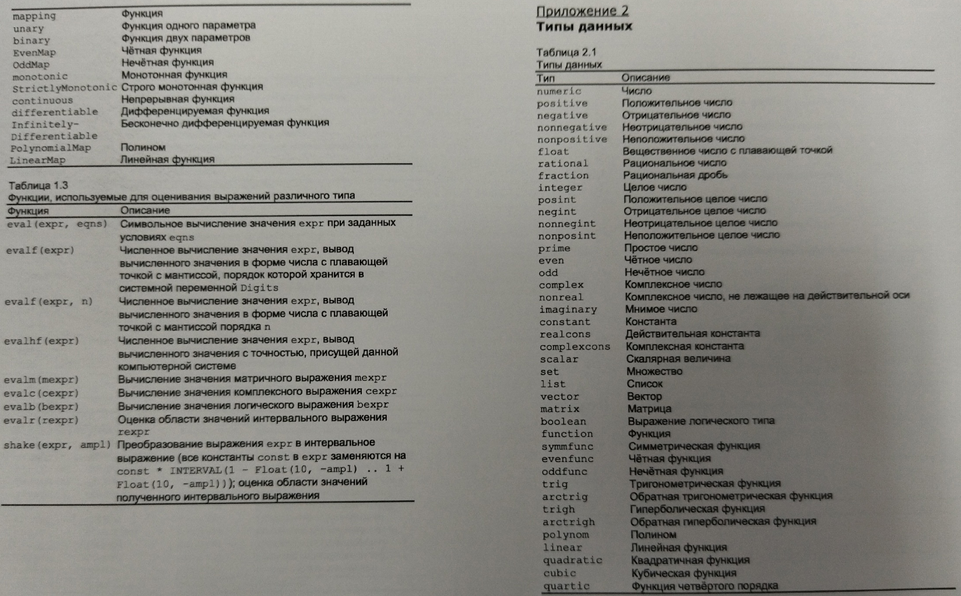 mapping Функция
unary Функция одного параметра
binary Функция двух параметров
EvenMap Чётная функция
OddMap Нечётная функция
monotonic Монотонная функция
StrictlyMonotonic Строго монотонная функция
continuous Непрерывная функция
differentiable Дифференцируемая функция
Infinitely- Бесконечно дифференцируемая функция
Differentiable
PolynomialMap Полином
LinearMap Линейная функция
Таблица 1.3
Функции, используемые для оценивания выражений различного типа
Функция Описание
eval(expr, eqns) Символьное вычисление значения expr при заданных
условиях eqns
evalf(expr) Численное вычисление значения expr, вывод
вычисленного значения в форме числа с плавающей
точкой с мантиссой, порядок которой хранится в
системной переменной Digits
evalf(expr, n) Численное вычисление значения expr, вывод
вычисленного значения в форме числа с плавающей
точкой с мантиссой порядка n
evalhf(expr) Численное вычисление значения expr, вывод
вычисленного значения с точностью, присущей данной
компьютерной системе
evalm(mexpr) Вычисление значения матричного выражения mexpr
evalc(cexpr) Вычисление значения комплексного выражения cexpr
evalb(bexpr) Вычисление значения логического выражения bexpr
evalr(rexpr) Оценка области значений интервального выражения
rexpr
shake(expr, ampl) Преобразование выражения expr в интервальное
выражение (все константы const в expr заменяются на
const * INTERVAL(1 - Float(10, -ampl) .. 1 +
Float(10, -ampl))); оценка области значений
полученного интервального выражения
Приложение 2
Типы данных
Таблица 2.1
Типы данных
Тип Описание
numeric Число
positive Положительное число
negative Отрицательное число
nonnegative Неотрицательное число
nonpositive Неположительное число
float Вещественное число с плавающей точкой
rational Рациональное число
fraction Рациональная дробь
integer Целое число
posint Положительное целое число
negint Отрицательное целое число
nonnegint Неотрицательное целое число
nonposint Неположительное целое число
prime Простое число
even Чётное число
odd Нечётное число
complex Комплексное число
nonreal Комплексное число, не лежащее на действительной оси
imaginary Мнимое число
constant Константа
realcons Действительная константа
complexcons Комплексная константа
scalar Скалярная величина
set Множество
list Список
vector Вектор
matrix Матрица
boolean Выражение логического типа
function Функция
symmfunc Симметрическая функция
evenfunc Чётная функция
oddfunc Нечётная функция
trig Тригонометрическая функция
arctrig Обратная тригонометрическая функция
trigh Гиперболическая функция
arctrigh Обратная гиперболическая функция
polynom Полином
linear Линейная функция
quadratic Квадратичная функция
cubic Кубическая функция
quartic Функция четвёртого порядка